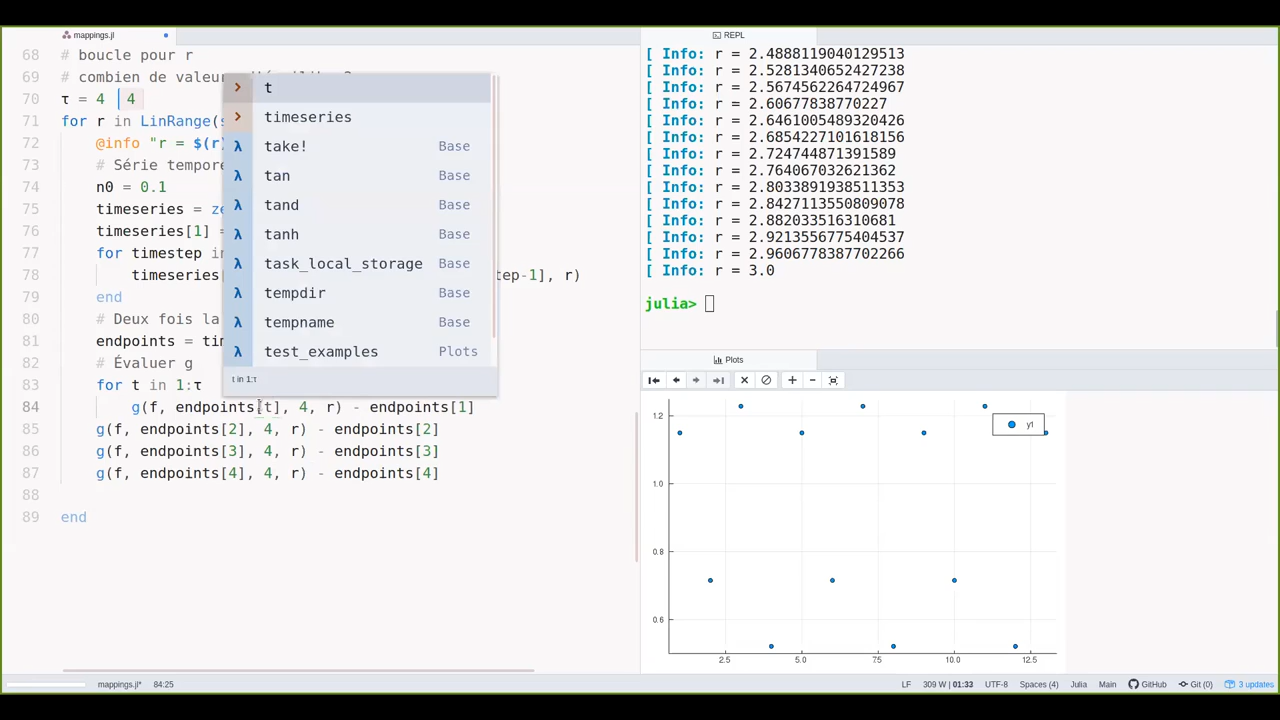 mappings.jl
68 # boucle pour r
69 # combien de valeur
70 τ = 4 | 4
71 for r in LinRange(
72 @info "r = $(r)
73 # Série tempore
74 n0 = 0.1
75 timeseries = ze
76 timeseries[1] =
77 for timestep in
78 timeseries tep-1], r)
79 end
80 # Deux fois la
81 endpoints = tim
82 # Évaluer g
83 for t in 1:τ
84 g(f, endpoints[t], 4, r) - endpoints[1]
85 g(f, endpoints[2], 4, r) - endpoints[2]
86 g(f, endpoints[3], 4, r) - endpoints[3]
87 g(f, endpoints[4], 4, r) - endpoints[4]
88
89 end
t
timeseries
take! Base
tan Base
tand Base
tanh Base
task_local_storage Base
tempdir Base
tempname Base
test_examples Plots
t in 1:τ
REPL
[ Info: r = 2.4888119040129513
[ Info: r = 2.5281340652427238
[ Info: r = 2.5674562264724967
[ Info: r = 2.60677838770227
[ Info: r = 2.6461005489320426
[ Info: r = 2.6854227101618156
[ Info: r = 2.724744871391589
[ Info: r = 2.764067032621362
[ Info: r = 2.8033891938511353
[ Info: r = 2.8427113550809078
[ Info: r = 2.882033516310681
[ Info: r = 2.9213556775404537
[ Info: r = 2.9606778387702266
[ Info: r = 3.0
julia>
Plots
1.2
1.0
0.8
0.6
2.5 5.0 7.5 10.0 12.5
y1
mappings.jl* 84:25
LF 309 W | 01:33 UTF-8 Spaces (4) Julia Main GitHub Git (0) 3 updates